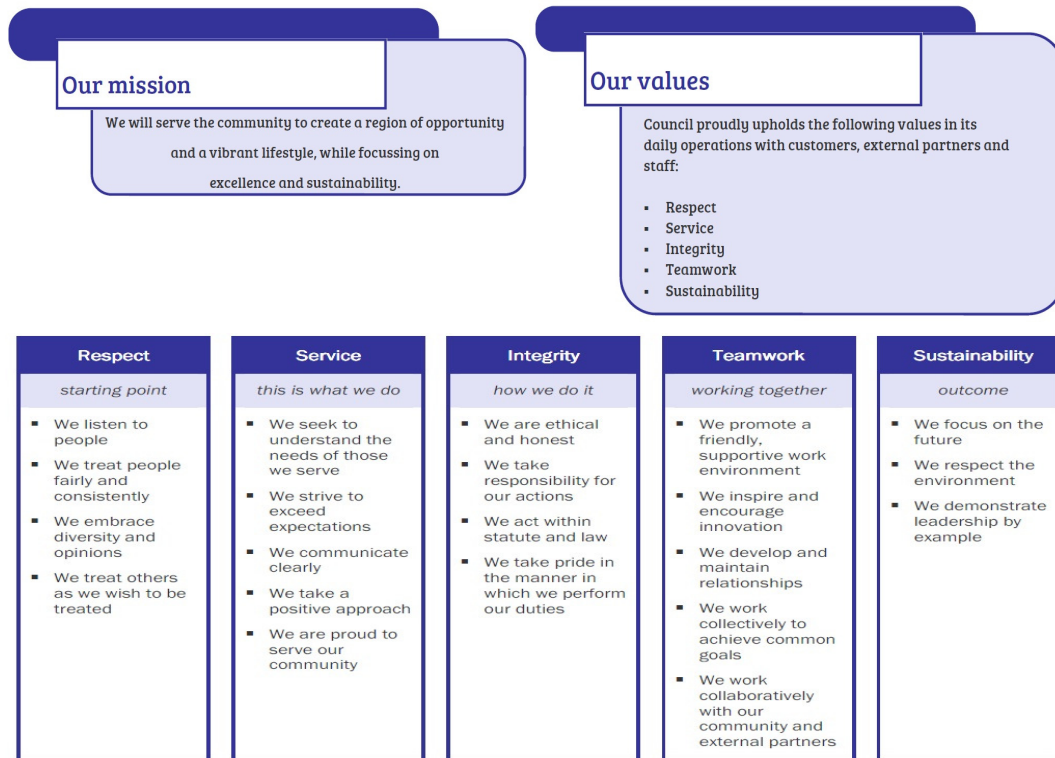 Our mission
We will serve the community to create a region of opportunity
and a vibrant lifestyle, while focussing on
excellence and sustainability.
Our values
Council proudly upholds the following values in its
daily operations with customers, external partners and
staff:
▪ Respect
▪ Service
▪ Integrity
▪ Teamwork
▪ Sustainability
Respect
starting point
▪ We listen to
people
▪ We treat people
fairly and
consistently
▪ We embrace
diversity and
opinions
▪ We treat others
as we wish to be
treated
Service
this is what we do
▪ We seek to
understand the
needs of those
we serve
▪ We strive to
exceed
expectations
▪ We communicate
clearly
▪ We take a
positive approach
▪ We are proud to
serve our
community
Integrity
how we do it
▪ We are ethical
and honest
▪ We take
responsibility for
our actions
▪ We act within
statute and law
▪ We take pride in
the manner in
which we perform
our duties
Teamwork
working together
▪ We promote a
friendly,
supportive work
environment
▪ We inspire and
encourage
innovation
▪ We develop and
maintain
relationships
▪ We work
collectively to
achieve common
goals
▪ We work
collaboratively
with our
community and
external partners
Sustainability
outcome
▪ We focus on the
future
▪ We respect the
environment
▪ We demonstrate
leadership by
example